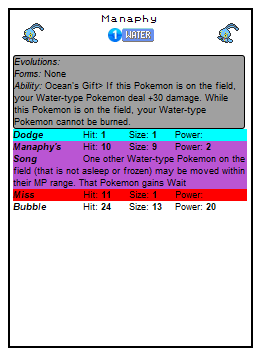 Manaphy
1 WATER
Evolutions:
Forms: None
Ability: Ocean's Gift> If this Pokemon is on the field,
your Water-type Pokemon deal +30 damage. While
this Pokemon is on the field, your Water-type
Pokemon cannot be burned.
Dodge Hit: 1 Size: 1 Power:
Manaphy's Hit: 10 Size: 9 Power: 2
Song One other Water-type Pokemon on the
field (that is not asleep or frozen) may be moved within
their MP range. That Pokemon gains Wait
Miss Hit: 11 Size: 1 Power:
Bubble Hit: 24 Size: 13 Power: 20